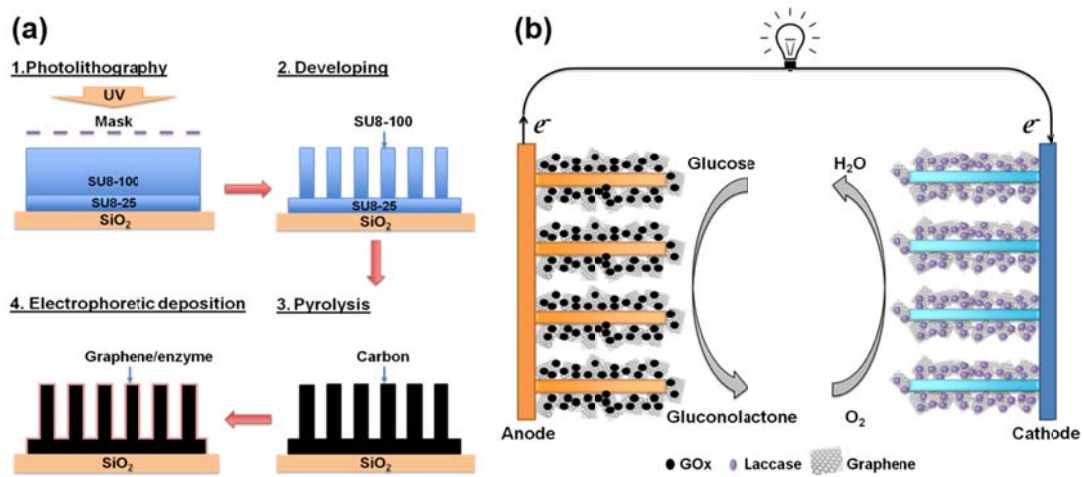 (a)
1.Photolithography
UV
Mask
SU8-100
SU8-25
SiO₂
2. Developing
SU8-100
SU8-25
SiO₂
4. Electrophoretic deposition
Graphene/enzyme
SiO₂
3. Pyrolysis
Carbon
SiO₂
(b)
e⁻
e⁻
Glucose
H₂O
Gluconolactone
O₂
Anode
Cathode
GOx
Laccase
Graphene